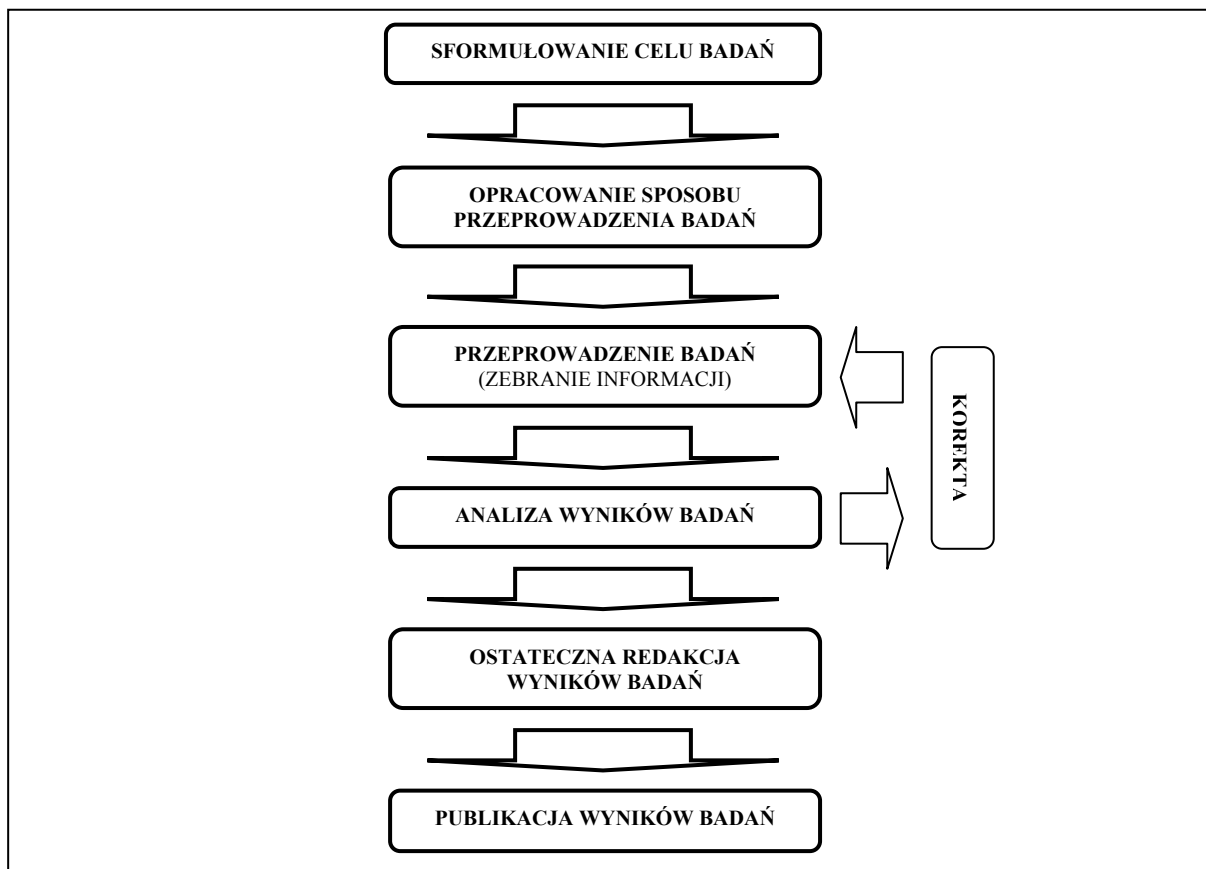 SFORMUŁOWANIE CELU BADAŃ
OPRACOWANIE SPOSOBU
PRZEPROWADZENIA BADAŃ
PRZEPROWADZENIE BADAŃ
(ZEBRANIE INFORMACJI)
KOREKTA
ANALIZA WYNIKÓW BADAŃ
OSTATECZNA REDAKCJA
WYNIKÓW BADAŃ
PUBLIKACJA WYNIKÓW BADAŃ